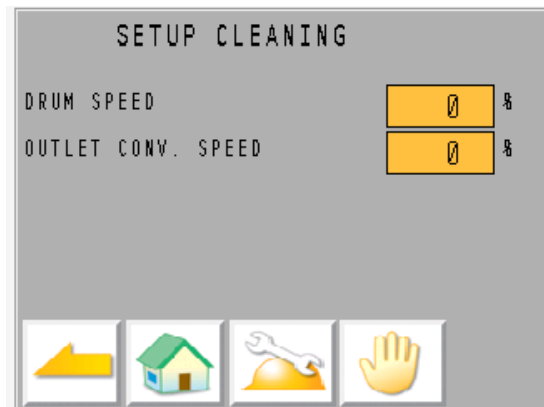 SETUP CLEANING
DRUM SPEED 0 %
OUTLET CONV. SPEED 0 %